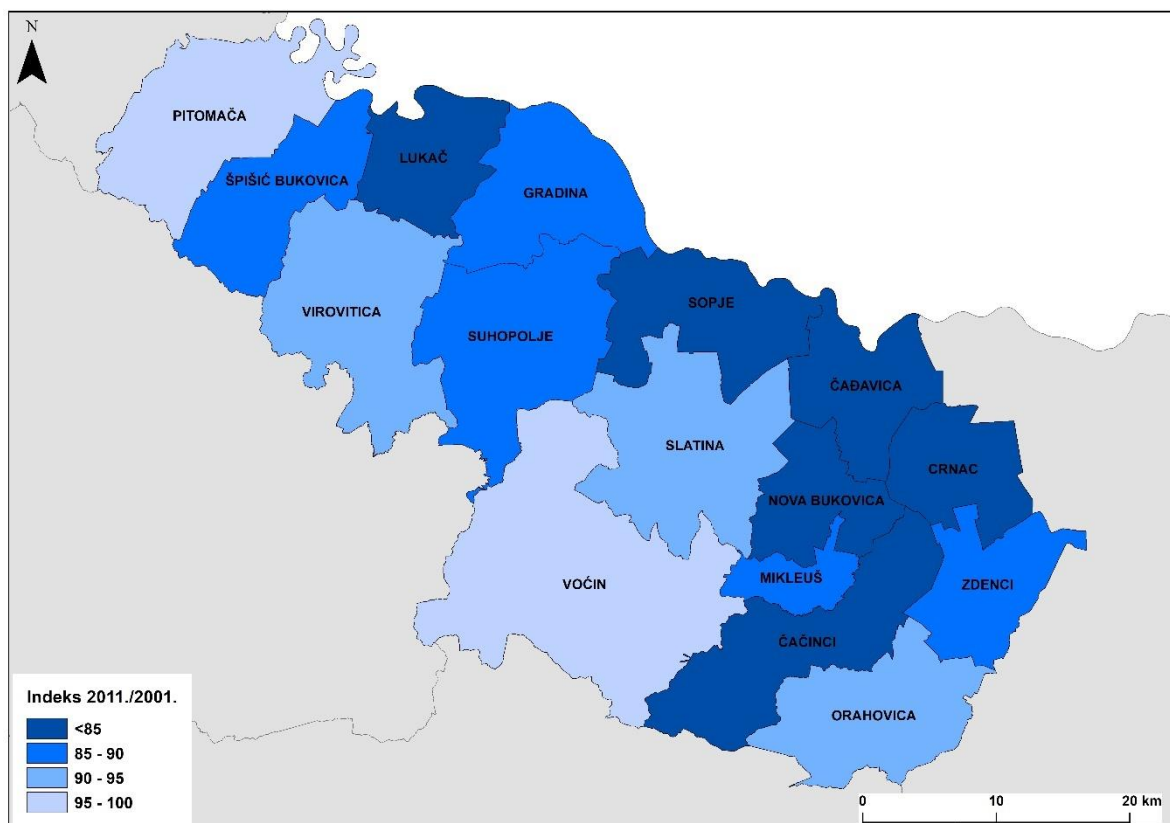 N
PITOMAČA
LUKAČ
ŠPIŠIĆ BUKOVICA
GRADINA
SOPJE
VIROVITICA
SUHOPOLJE
ČAĐAVICA
SLATINA
CRNAC
NOVA BUKOVICA
MIKLEUŠ
VOĆIN
ZDENCI
ČAČINCI
ORAHOVICA
Indeks 2011./2001.
<85
85 - 90
90 - 95
95 - 100
0 10 20 km